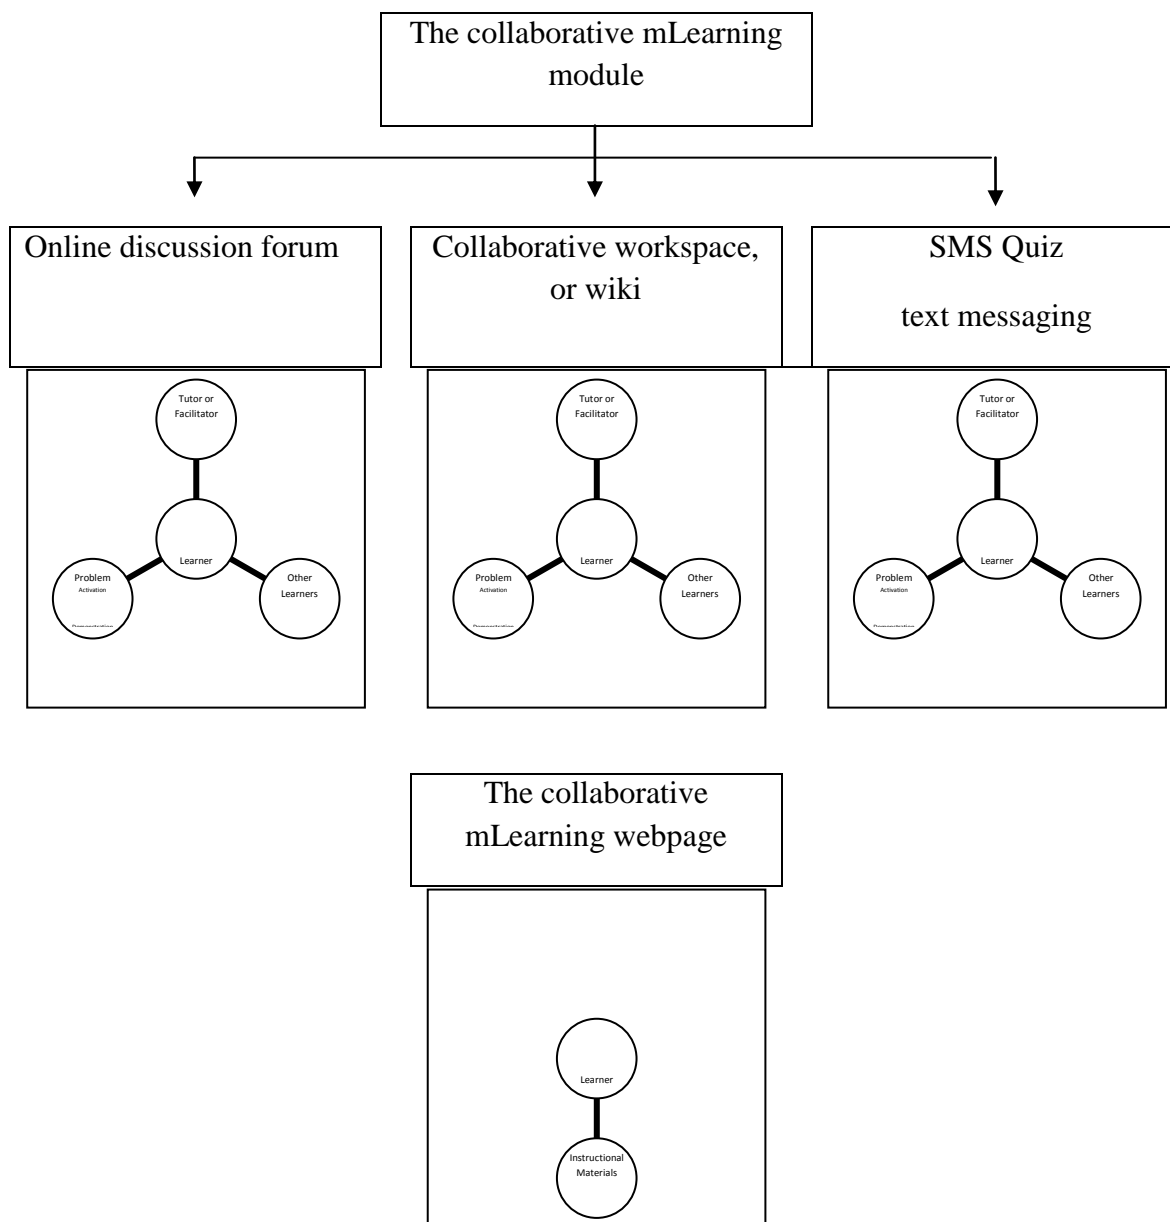 The collaborative mLearning
module
Online discussion forum
Collaborative workspace,
or wiki
SMS Quiz
text messaging
Tutor or
Facilitator
Learner
Problem
Activation
Other
Learners
Tutor or
Facilitator
Learner
Problem
Activation
Other
Learners
Tutor or
Facilitator
Learner
Problem
Activation
Other
Learners
The collaborative
mLearning webpage
Learner
Instructional
Materials